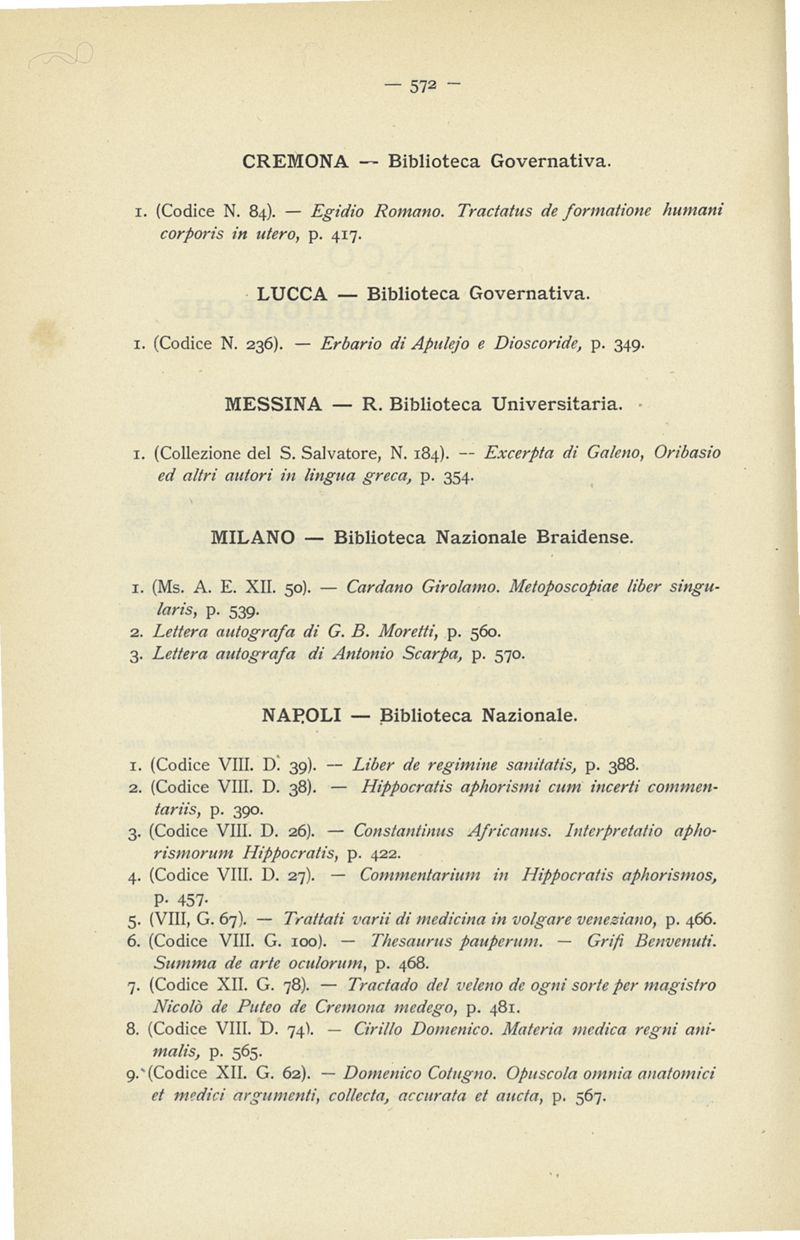 — 572 —
CREMONA — Biblioteca Governativa.
1. (Codice N. 84). — Egidio Romano. Tractatus de formatione humani
corporis in utero, p. 417.
LUCCA — Biblioteca Governativa.
1. (Codice N. 236). — Erbario di Apulejo e Dioscoride, p. 349.
MESSINA — R. Biblioteca Universitaria.
1. (Collezione del S. Salvatore, N. 184). — Excerpta di Galeno, Oribasio
ed altri autori in lingua greca, p. 354.
MILANO — Biblioteca Nazionale Braidense.
1. (Ms. A. E. XII. 50). — Cardano Girolamo. Metoposcopiae liber singu-
laris, p. 539.
2. Lettera autografa di G. B. Moretti, p. 560.
3. Lettera autografa di Antonio Scarpa, p. 570.
NAPOLI — Biblioteca Nazionale.
1. (Codice VIII. D. 39). — Liber de regimine sanitatis, p. 388.
2. (Codice VIII. D. 38). — Hippocratis aphorismi cum incerti commen-
tariis, p. 390.
3. (Codice VIII. D. 26). — Constantinus Africanus. Interpretatio apho-
rismorum Hippocratis, p. 422.
4. (Codice VIII. D. 27). — Commentarium in Hippocratis aphorismos,
p. 457.
5. (VIII, G. 67). — Trattati varii di medicina in volgare veneziano, p. 466.
6. (Codice VIII. G. 100). — Thesaurus pauperum. — Grifi Benvenuti.
Summa de arte oculorum, p. 468.
7. (Codice XII. G. 78). — Tractado del veleno de ogni sorte per magistro
Nicolò de Puteo de Cremona medego, p. 481.
8. (Codice VIII. D. 74). — Cirillo Domenico. Materia medica regni ani-
malis, p. 565.
9. (Codice XII. G. 62). — Domenico Cotugno. Opuscola omnia anatomici
et medici argumenti, collecta, accurata et aucta, p. 567.